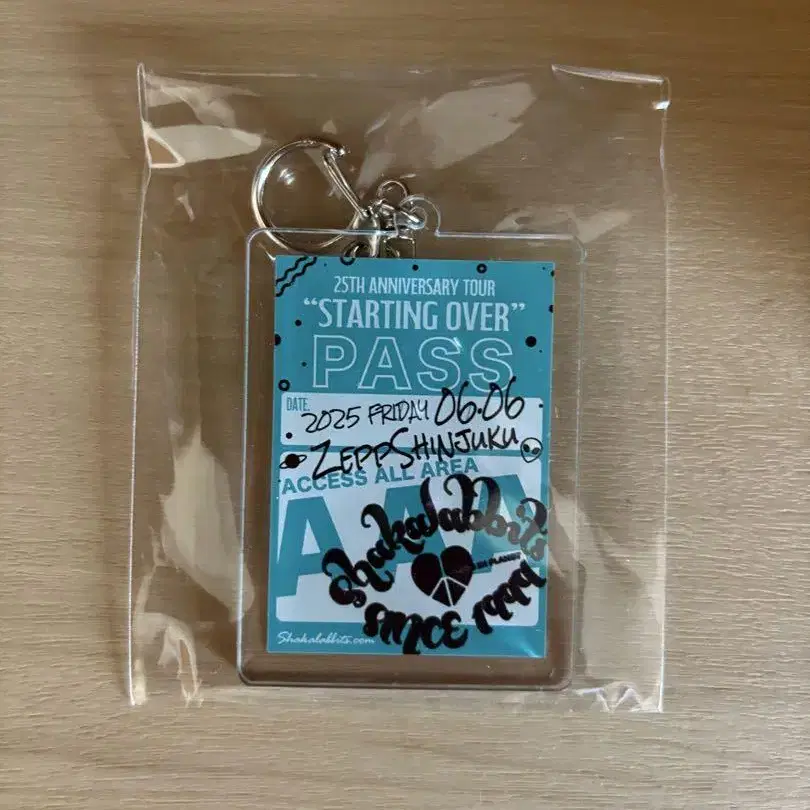 25TH ANNIVERSARY TOUR
“STARTING OVER”
PASS
DATE.
2025 FRIDAY 06.06
ZEPPSHINJUKU
ACCESS ALL AREA
AAA
Shakalabbits
PLANET
SINCE 1999
Shakalabbits.com